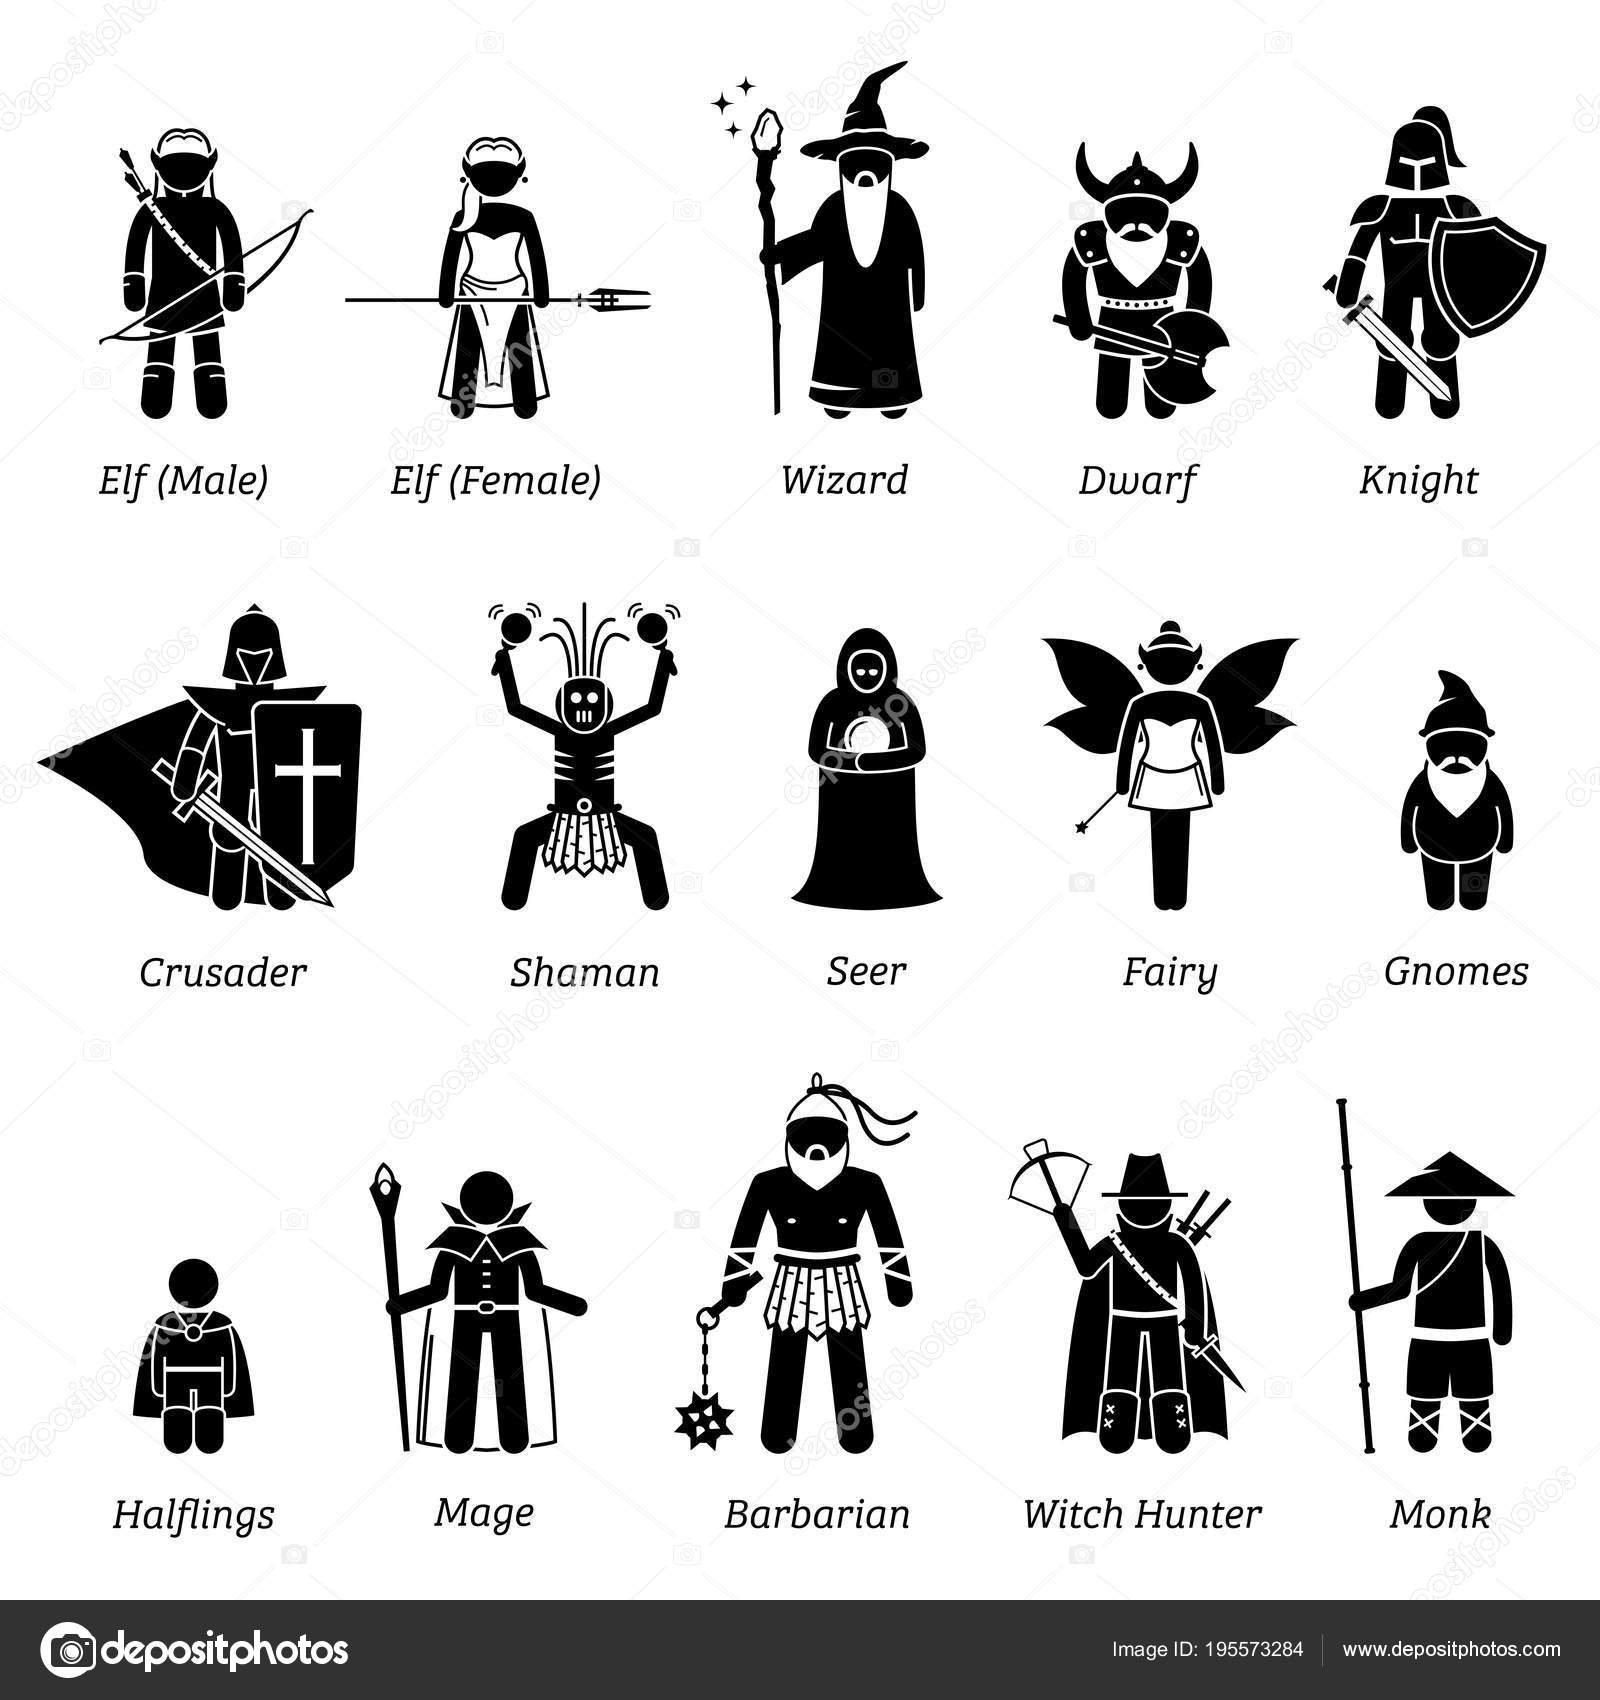 Elf (Male) Elf (Female) Wizard Dwarf Knight
Crusader Shaman Seer Fairy Gnomes
Halflings Mage Barbarian Witch Hunter Monk
depositphotos Image ID: 195573284 www.depositphotos.com